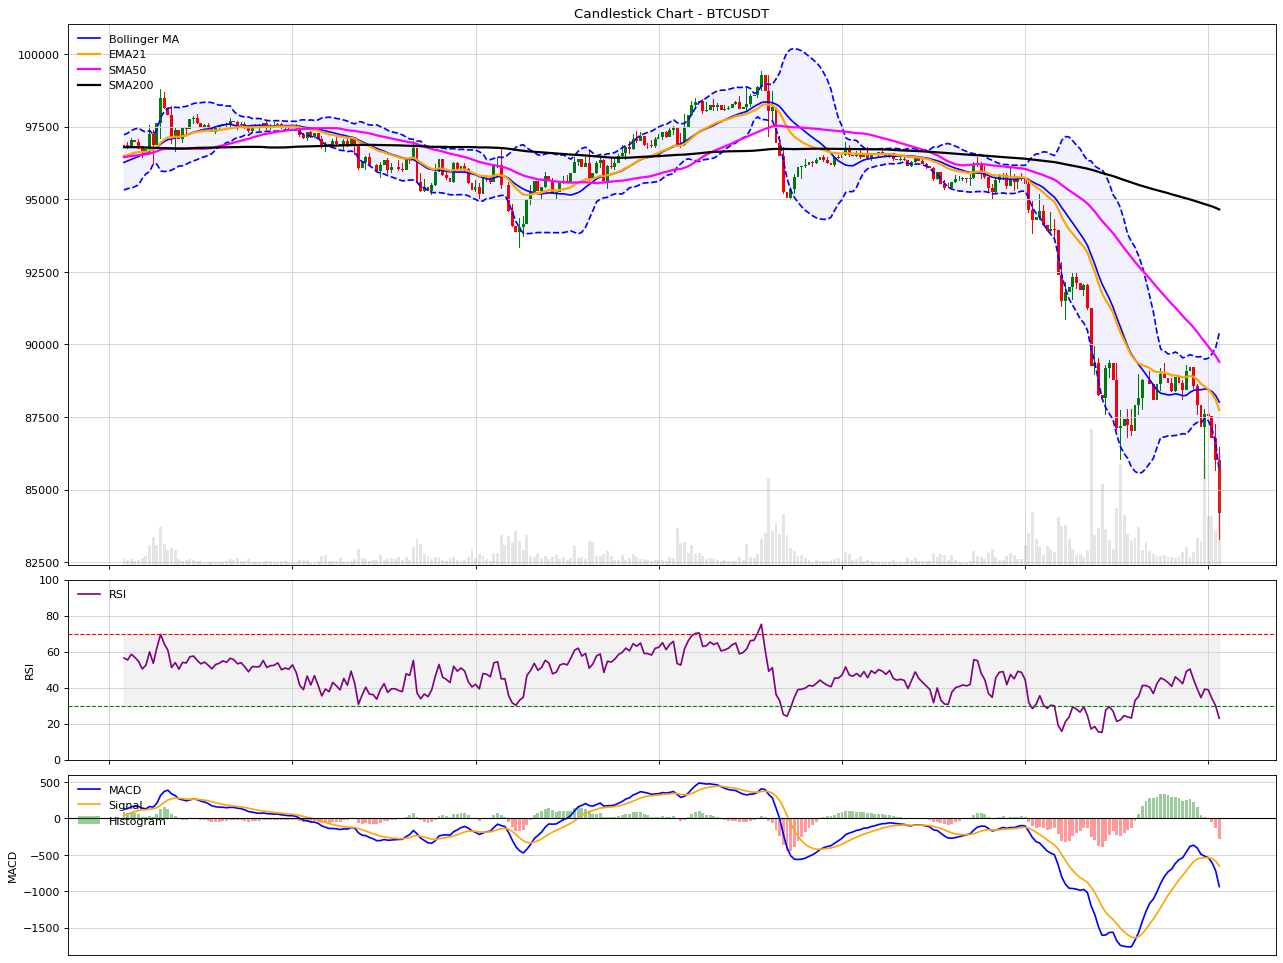 Candlestick Chart - BTCUSDT
Bollinger MA
EMA21
SMA50
SMA200
100000
97500
95000
92500
90000
87500
85000
82500
RSI
RSI
100
80
60
40
20
0
MACD
Signal
Histogram
MACD
500
0
−500
−1000
−1500